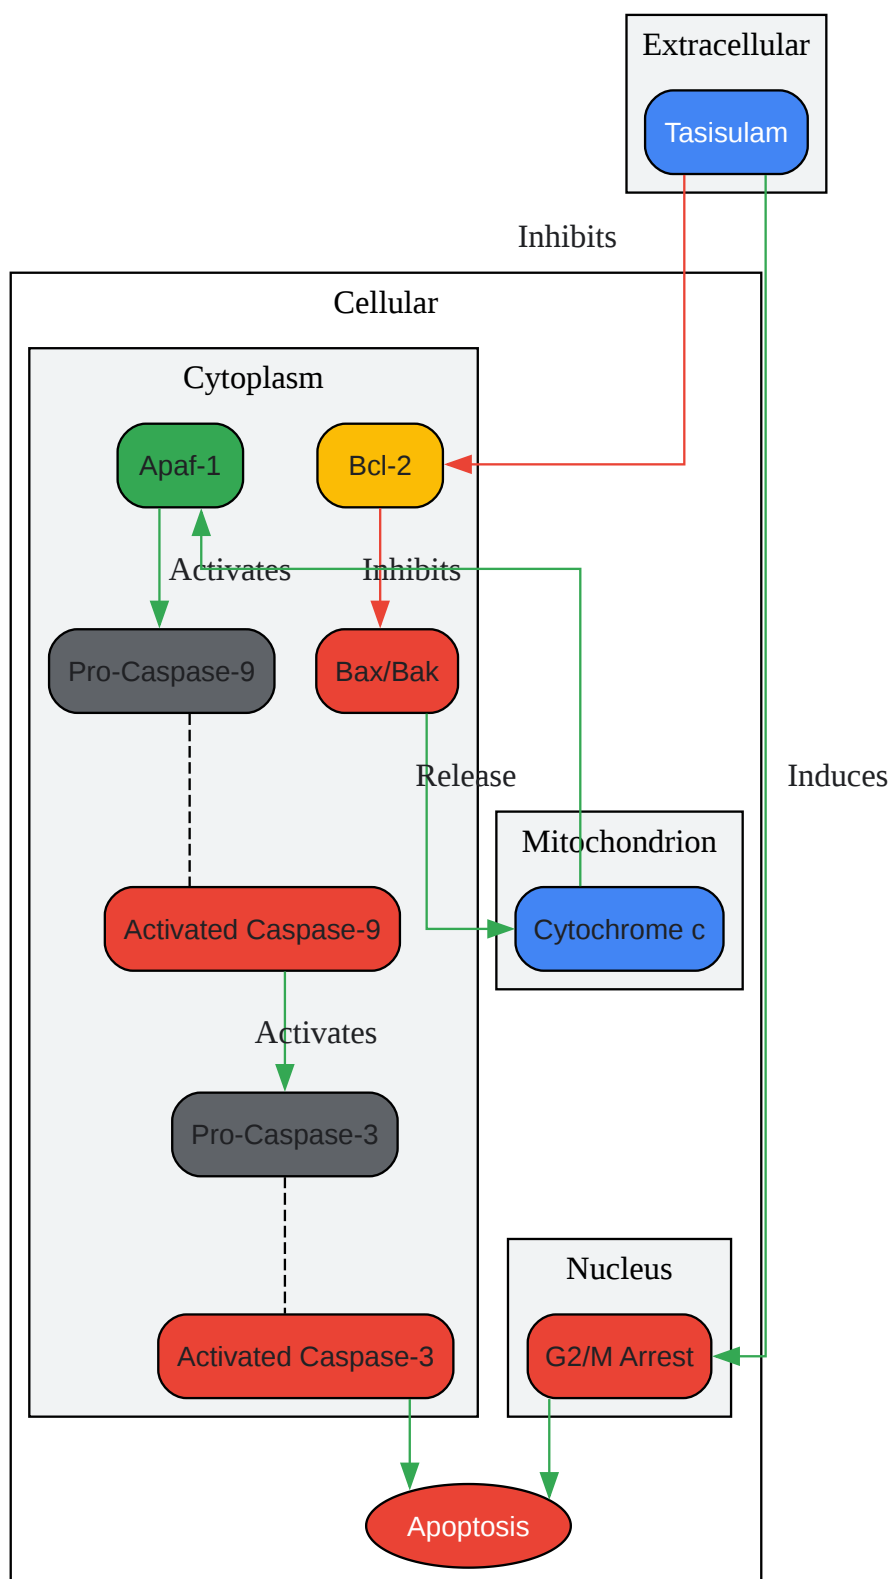 Extracellular
Tasisulam
Inhibits
Cellular
Cytoplasm
Apaf-1
Bcl-2
Activates
Inhibits
Pro-Caspase-9
Bax/Bak
Release
Induces
Mitochondrion
Activated Caspase-9
Cytochrome c
Activates
Pro-Caspase-3
Nucleus
Activated Caspase-3
G2/M Arrest
Apoptosis